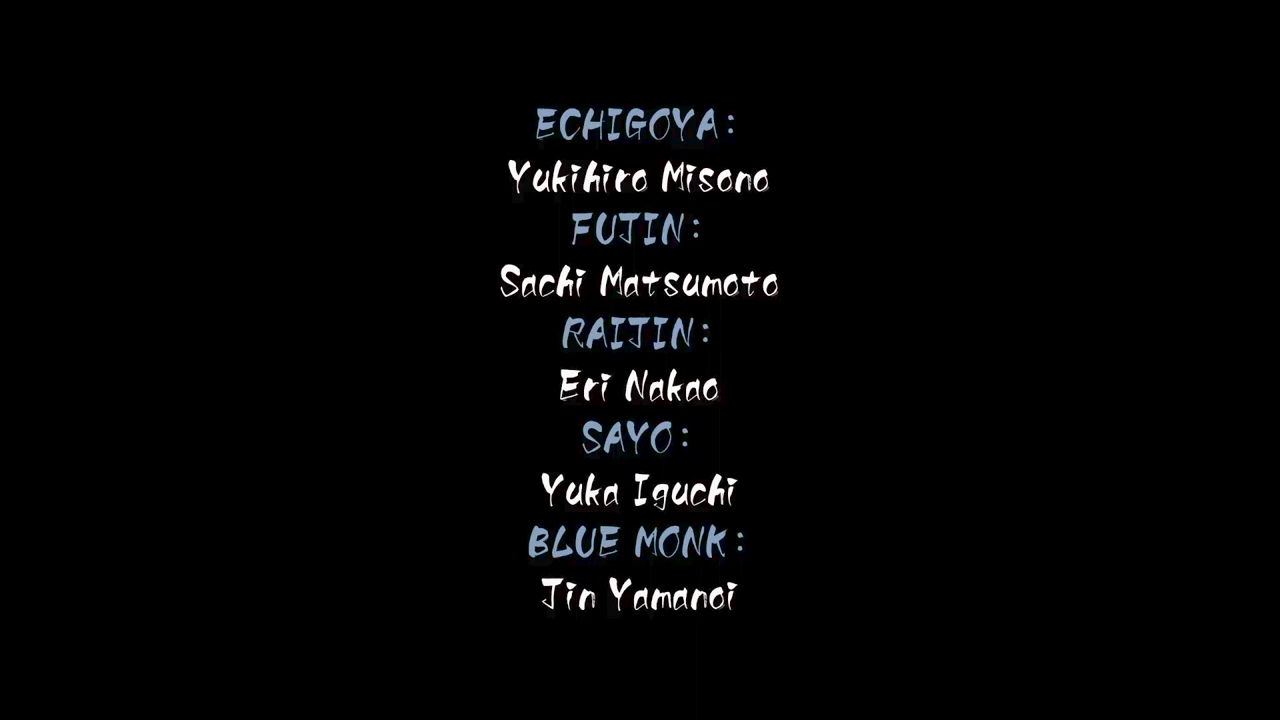 ECHIGOYA:
Yukihiro Misono
FUJIN:
Sachi Matsumoto
RAIJIN:
Eri Nakao
SAYO:
Yuka Iguchi
BLUE MONK:
Jin Yamanoi